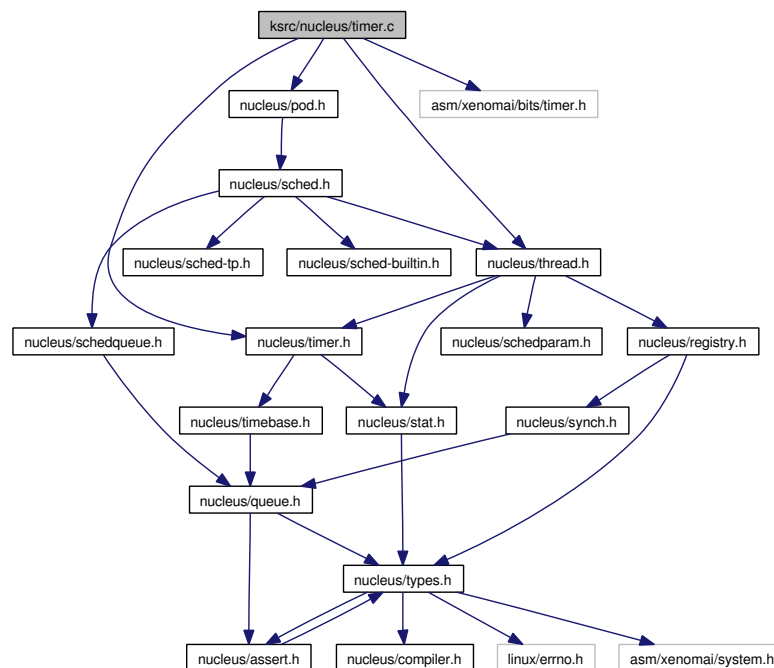 ksrc/nucleus/timer.c
nucleus/pod.h
asm/xenomai/bits/timer.h
nucleus/sched.h
nucleus/sched-tp.h
nucleus/sched-builtin.h
nucleus/thread.h
nucleus/schedqueue.h
nucleus/timer.h
nucleus/schedparam.h
nucleus/registry.h
nucleus/timebase.h
nucleus/stat.h
nucleus/synch.h
nucleus/queue.h
nucleus/types.h
nucleus/assert.h
nucleus/compiler.h
linux/errno.h
asm/xenomai/system.h